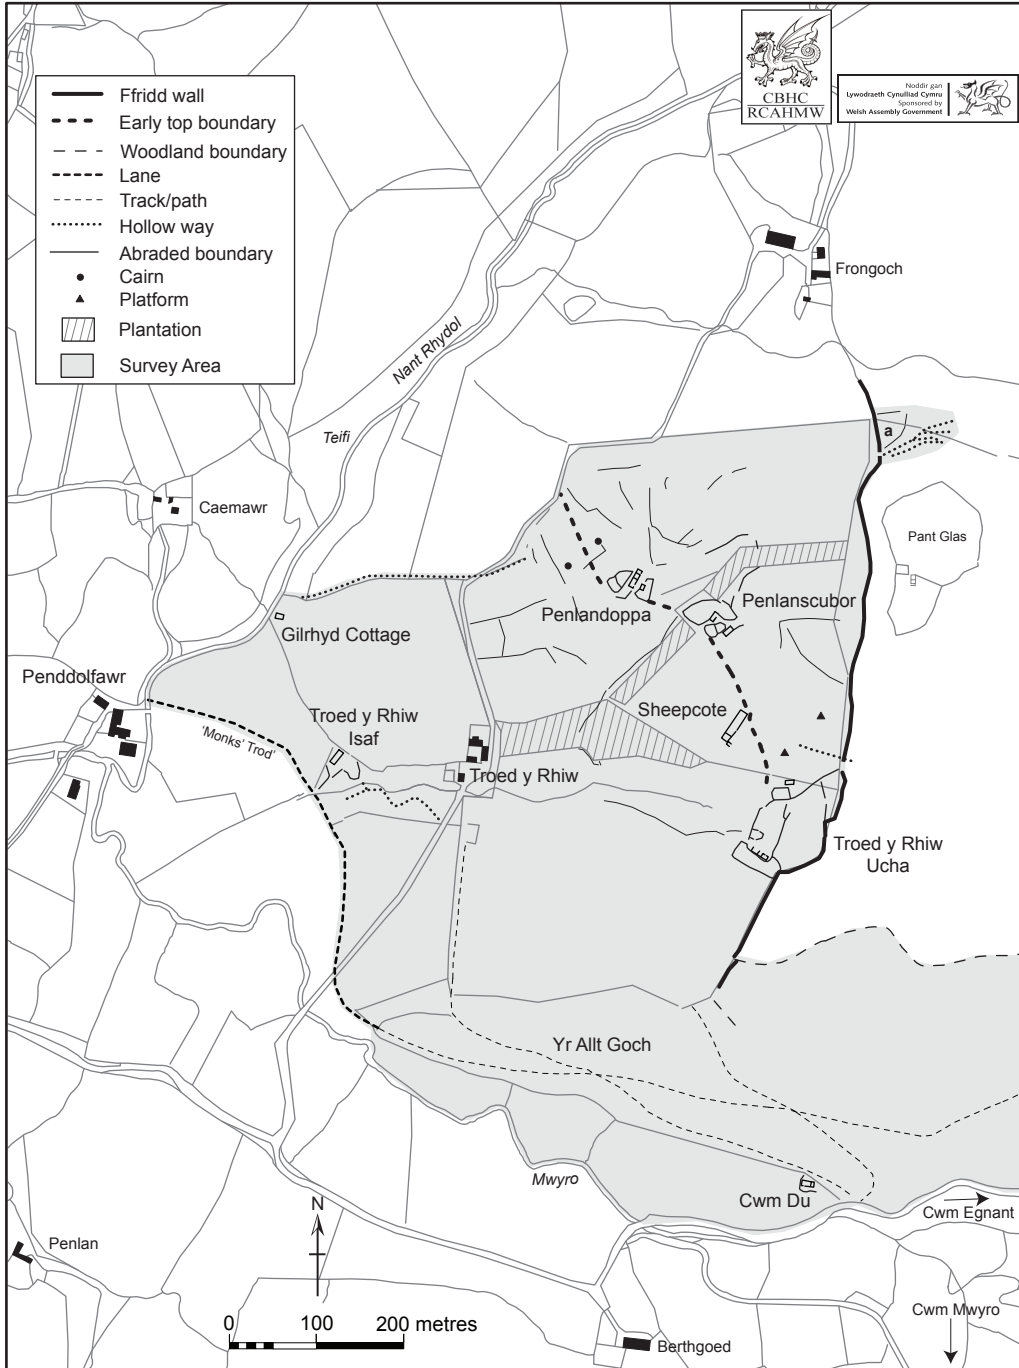 CBHC
RCAHMW
Noddir gan
Lywodraeth Cynulliad Cymru
Sponsored by
Welsh Assembly Government
Ffridd wall
Early top boundary
Woodland boundary
Lane
Track/path
Hollow way
Abraded boundary
Cairn
Platform
Plantation
Survey Area
Frongoch
Nant Rhydol
Teifi
a
Caemawr
Pant Glas
Penlandoppa
Penlanscubor
Gilrhyd Cottage
Penddolfawr
'Monks' Trod'
Troed y Rhiw
Isaf
Sheepcote
Troed y Rhiw
Troed y Rhiw
Ucha
Yr Allt Goch
Mwyro
Cwm Du
Cwm Egnant
N
Penlan
0 100 200 metres
Cwm Mwyro
Berthgoed